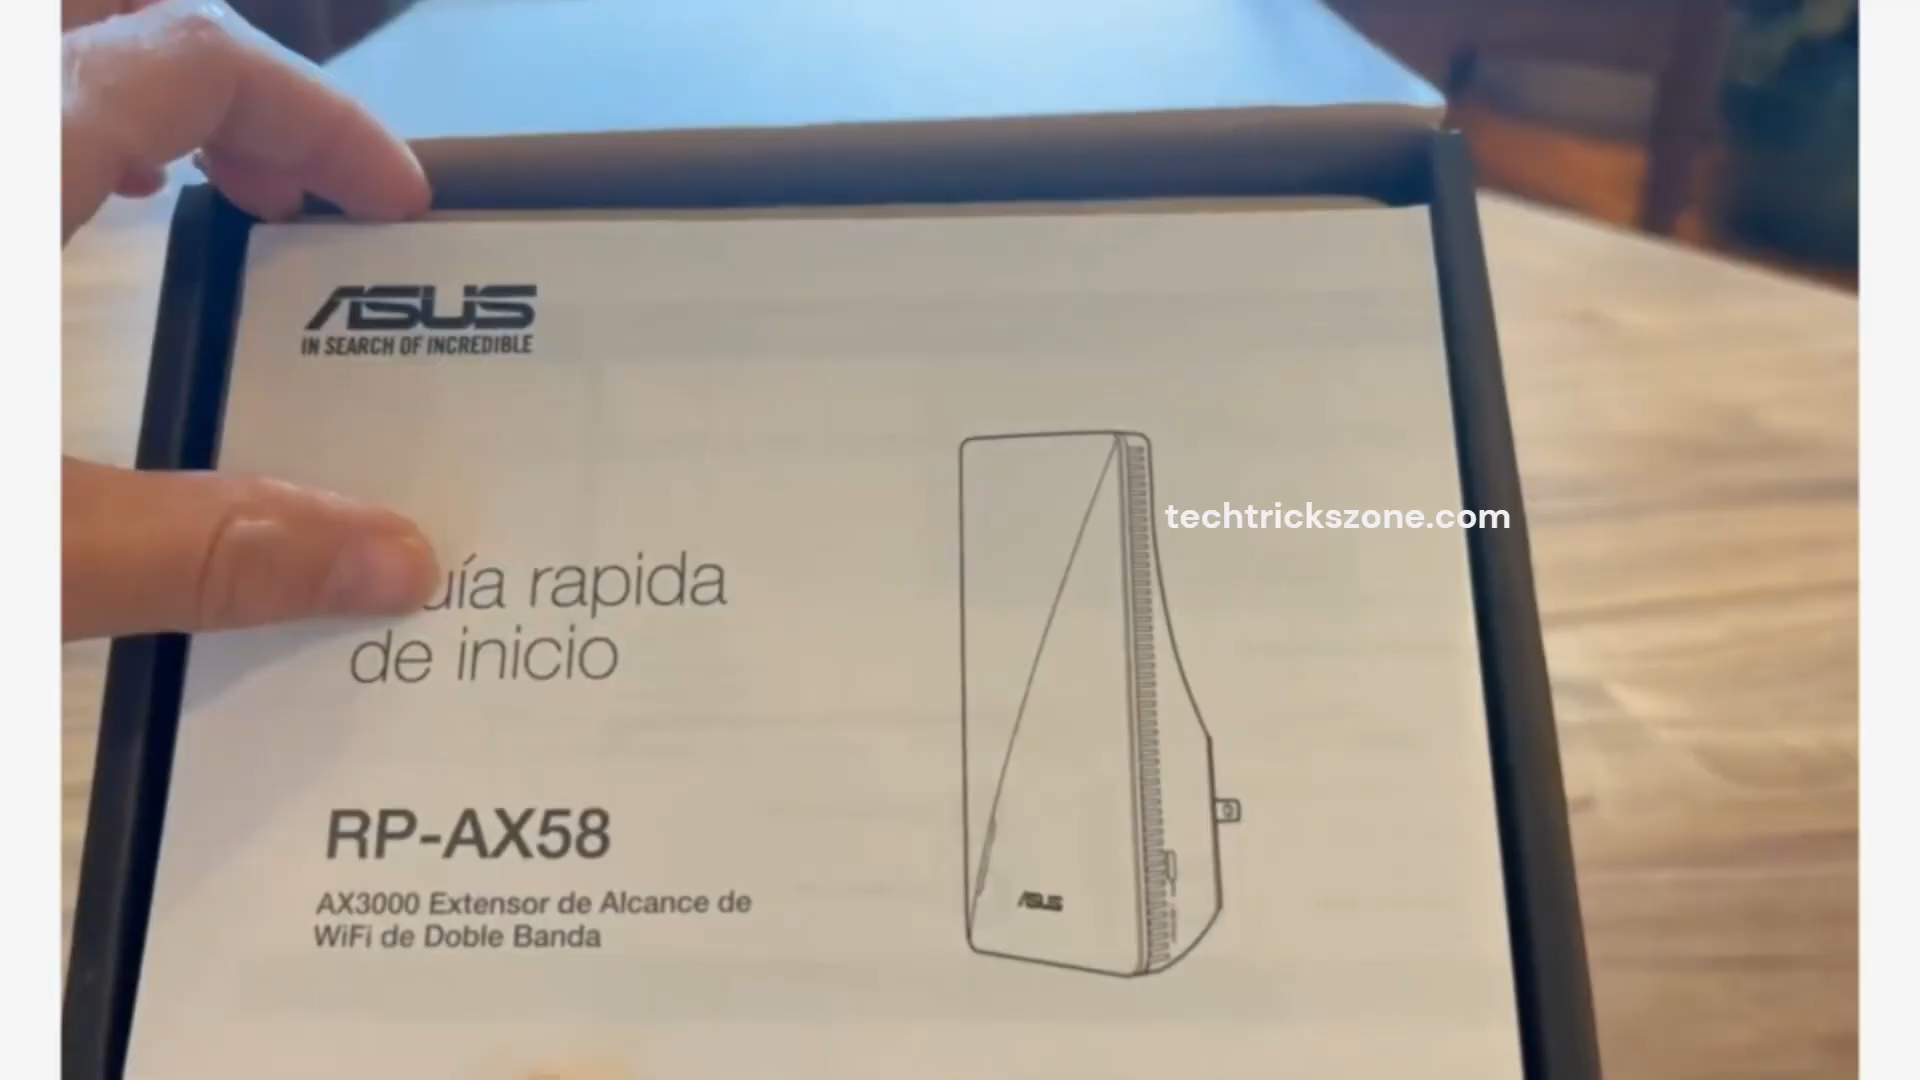 ASUS
IN SEARCH OF INCREDIBLE
rapida
de inicio
RP-AX58
AX3000 Extensor de Alcance de
WiFi de Doble Banda
ASUS
techtrickszone.com